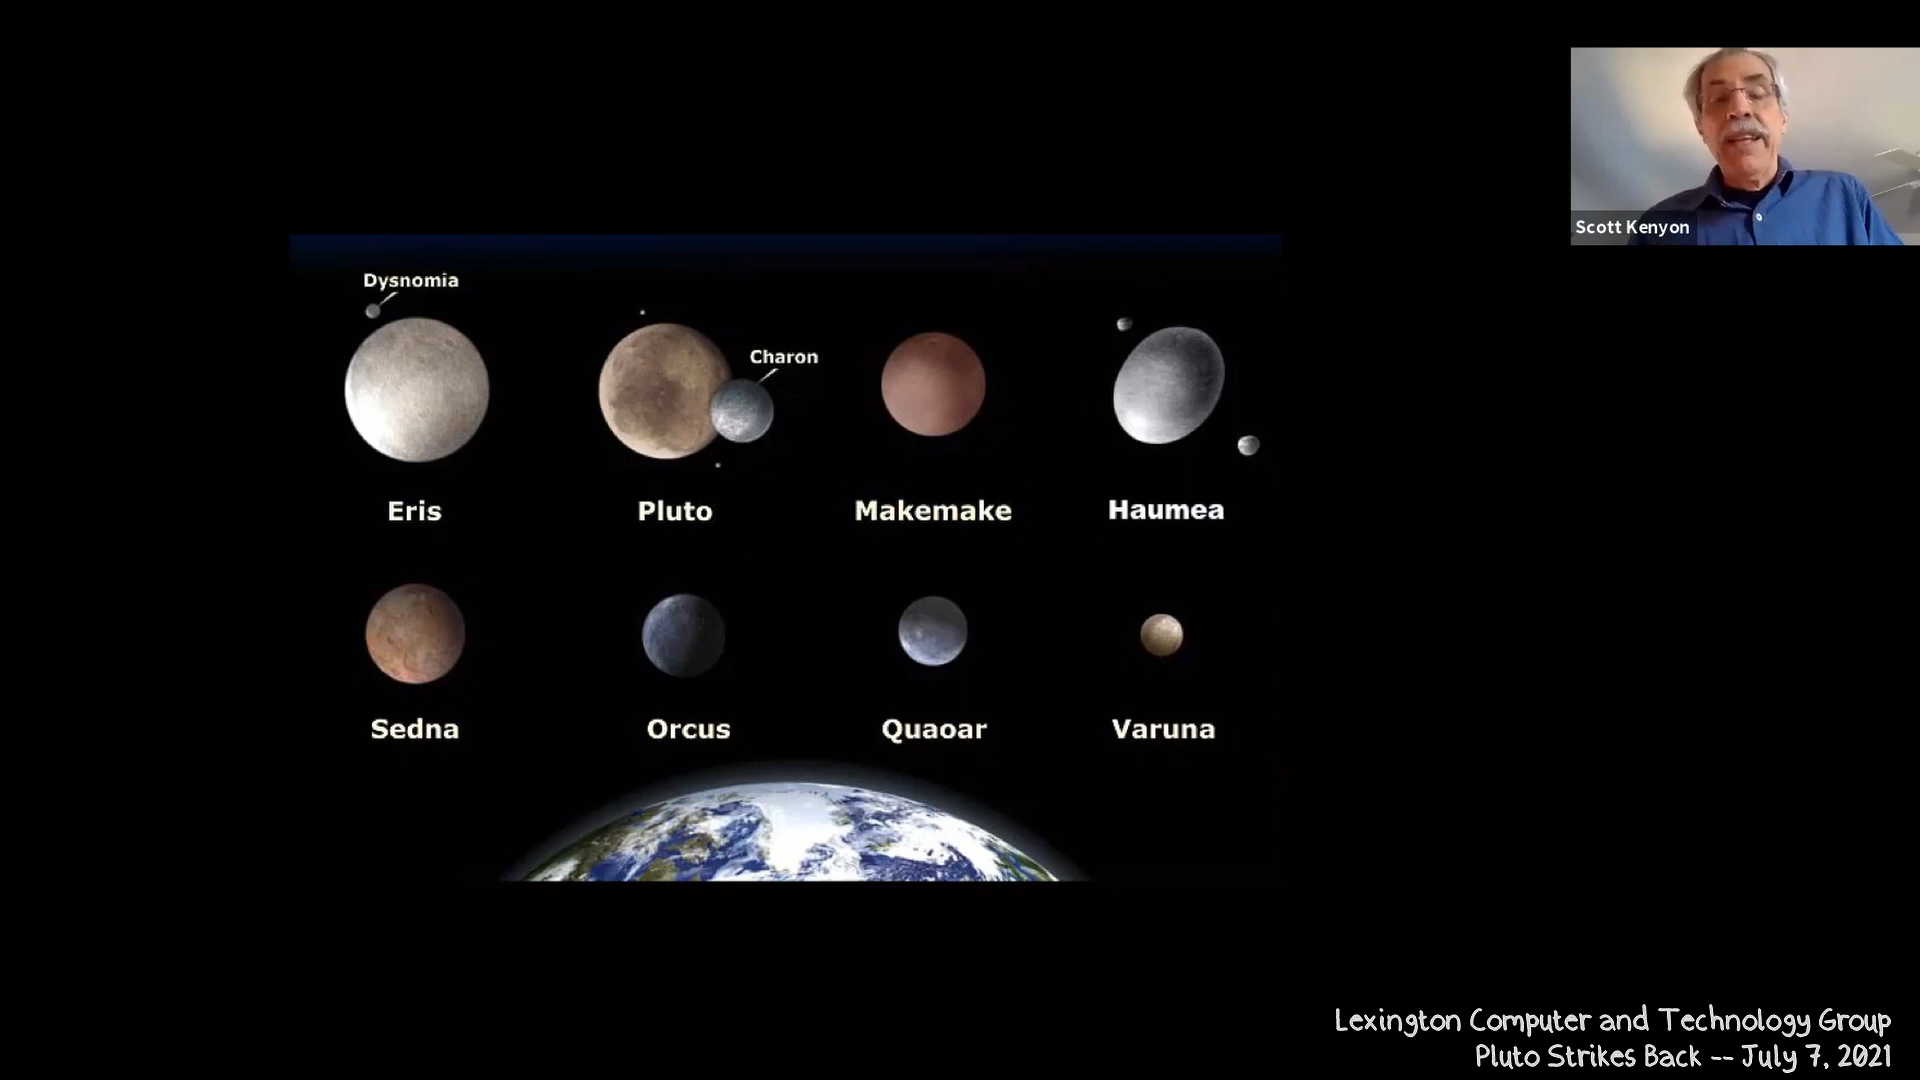 Scott Kenyon
Dysnomia
Charon
Eris
Pluto
Makemake
Haumea
Sedna
Orcus
Quaoar
Varuna
Lexington Computer and Technology Group
Pluto Strikes Back -- July 7, 2021